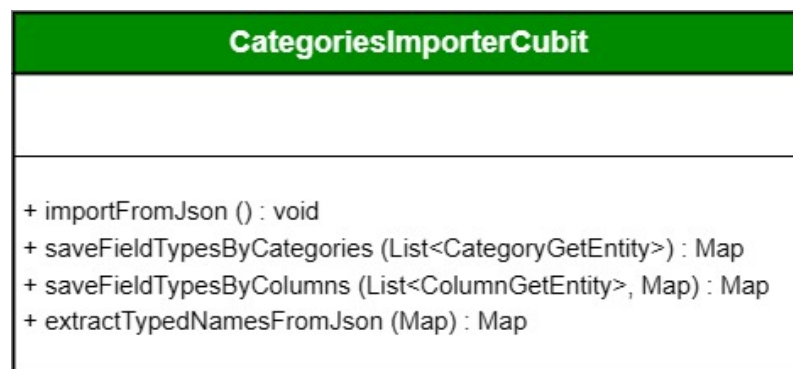 CategoriesImporterCubit
+ importFromJson () : void
+ saveFieldTypesByCategories (List<CategoryGetEntity>) : Map
+ saveFieldTypesByColumns (List<ColumnGetEntity>, Map) : Map
+ extractTypedNamesFromJson (Map) : Map